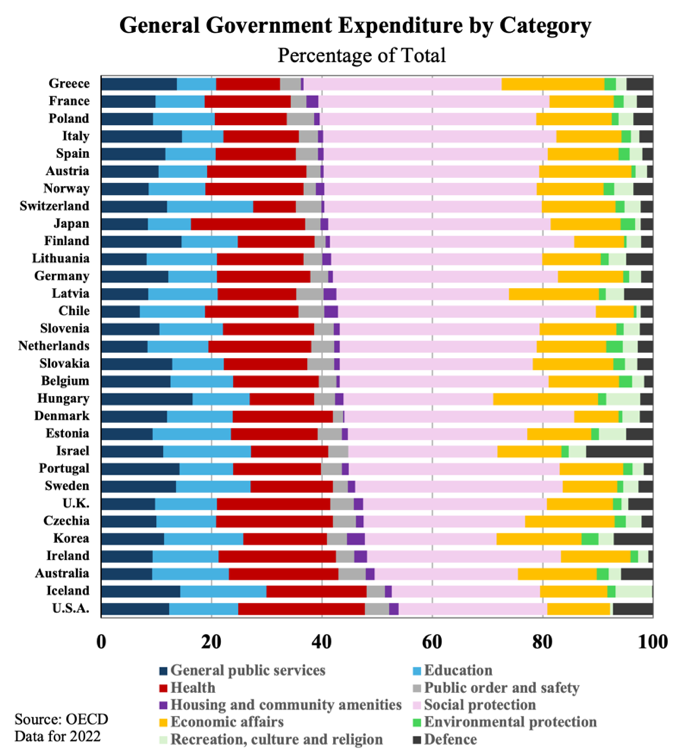 General Government Expenditure by Category
Percentage of Total
Greece
France
Poland
Italy
Spain
Austria
Norway
Switzerland
Japan
Finland
Lithuania
Germany
Latvia
Chile
Slovenia
Netherlands
Slovakia
Belgium
Hungary
Denmark
Estonia
Israel
Portugal
Sweden
U.K.
Czechia
Korea
Ireland
Australia
Iceland
U.S.A.
0 20 40 60 80 100
General public services Education
Health Public order and safety
Housing and community amenities Social protection
Economic affairs Environmental protection
Recreation, culture and religion Defence
Source: OECD
Data for 2022